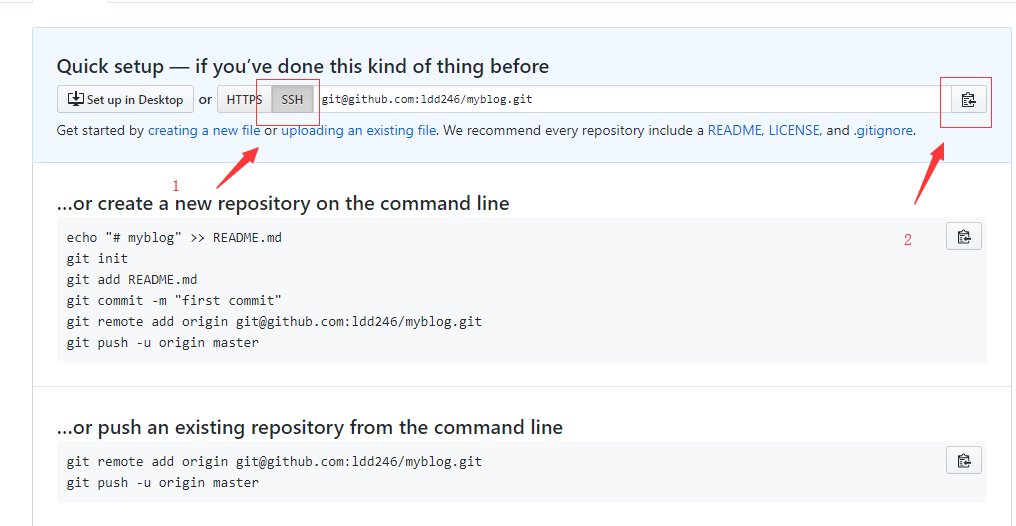 Quick setup — if you’ve done this kind of thing before
Set up in Desktop or HTTPS SSH git@github.com:ldd246/myblog.git
Get started by creating a new file or uploading an existing file. We recommend every repository include a README, LICENSE, and .gitignore.
1
…or create a new repository on the command line
2
echo "# myblog" >> README.md
git init
git add README.md
git commit -m "first commit"
git remote add origin git@github.com:ldd246/myblog.git
git push -u origin master
…or push an existing repository from the command line
git remote add origin git@github.com:ldd246/myblog.git
git push -u origin master